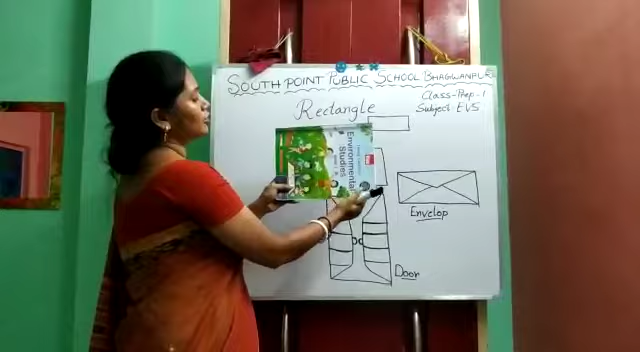 SOUTH POINT PUBLIC SCHOOL BHAGWANPUR
Class-Prep-1
Subject-EVS
Rectangle
Environmental
Studies
Envelop
Door